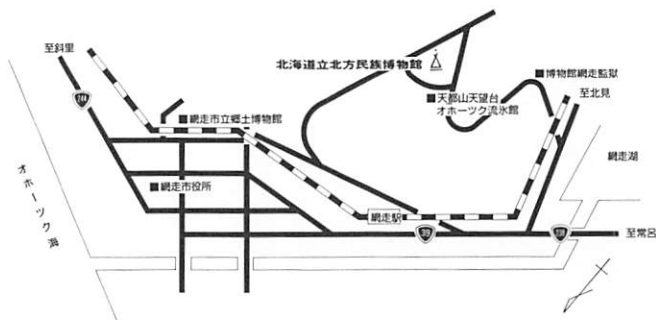 至斜里
244
オホーツク海
■網走市立郷土博物館
■網走市役所
北海道立北方民族博物館
■天都山天望台
オホーツク流氷館
■博物館網走監獄
至北見
網走湖
網走駅
39
238
至常呂